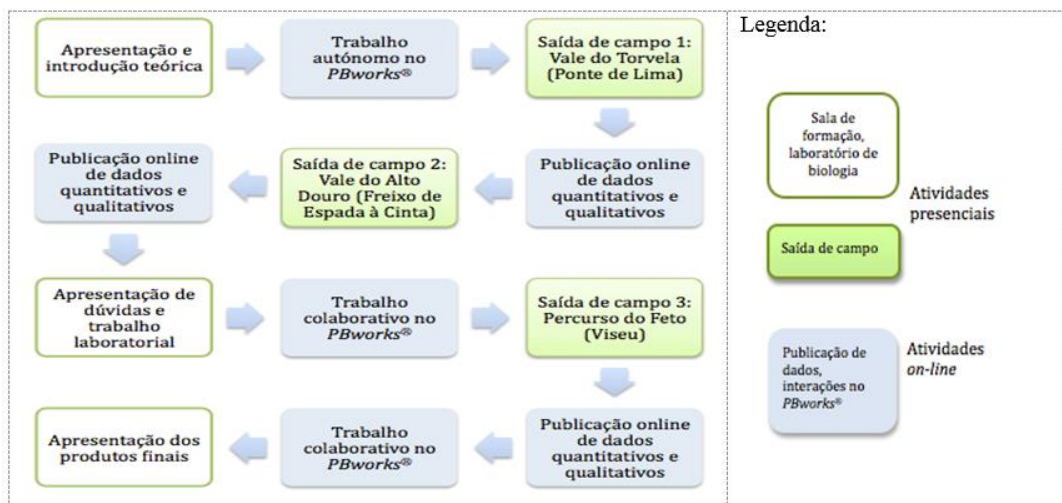 Apresentação e
introdução teórica
Trabalho
autónomo no
PBworks®
Saída de campo 1:
Vale do Torvela
(Ponte de Lima)
Publicação online
de dados
quantitativos e
qualitativos
Saída de campo 2:
Vale do Alto
Douro (Freixo de
Espada à Cinta)
Publicação online
de dados
quantitativos e
qualitativos
Apresentação de
dúvidas e
trabalho
laboratorial
Trabalho
colaborativo no
PBworks®
Saída de campo 3:
Percurso do Feto
(Viseu)
Publicação online
de dados
quantitativos e
qualitativos
Trabalho
colaborativo no
PBworks®
Apresentação dos
produtos finais
Legenda:
Sala de
formação,
laboratório de
biologia
Saída de campo
Atividades
presenciais
Publicação de
dados,
interações no
PBworks®
Atividades
on-line